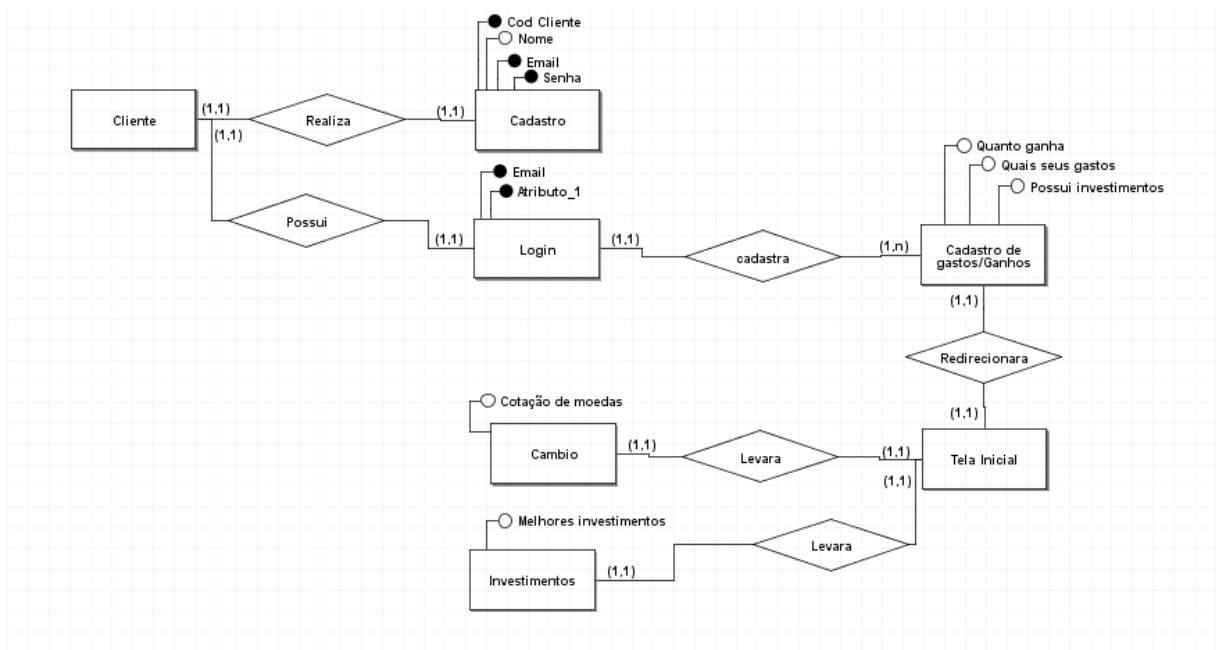 Cod Cliente
Nome
Email
Senha
Cliente
(1,1)
(1,1)
Realiza
(1,1)
Cadastro
Email
Atributo_1
Possui
(1,1)
Login
(1,1)
cadastra
(1,n)
Quanto ganha
Quais seus gastos
Possui investimentos
Cadastro de
gastos/Ganhos
(1,1)
Redirecionara
(1,1)
Tela Inicial
Cotação de moedas
Cambio
(1,1)
Levara
(1,1)
(1,1)
Melhores investimentos
Investimentos
(1,1)
Levara